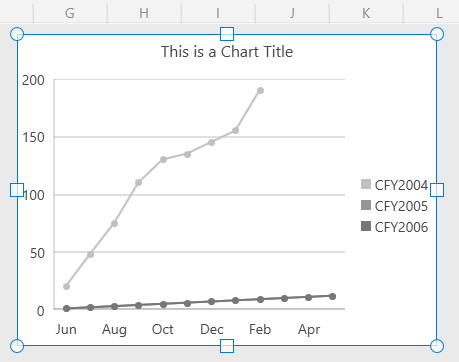 G H I J K L
This is a Chart Title
200
150
100
50
0
Jun Aug Oct Dec Feb Apr
CFY2004
CFY2005
CFY2006